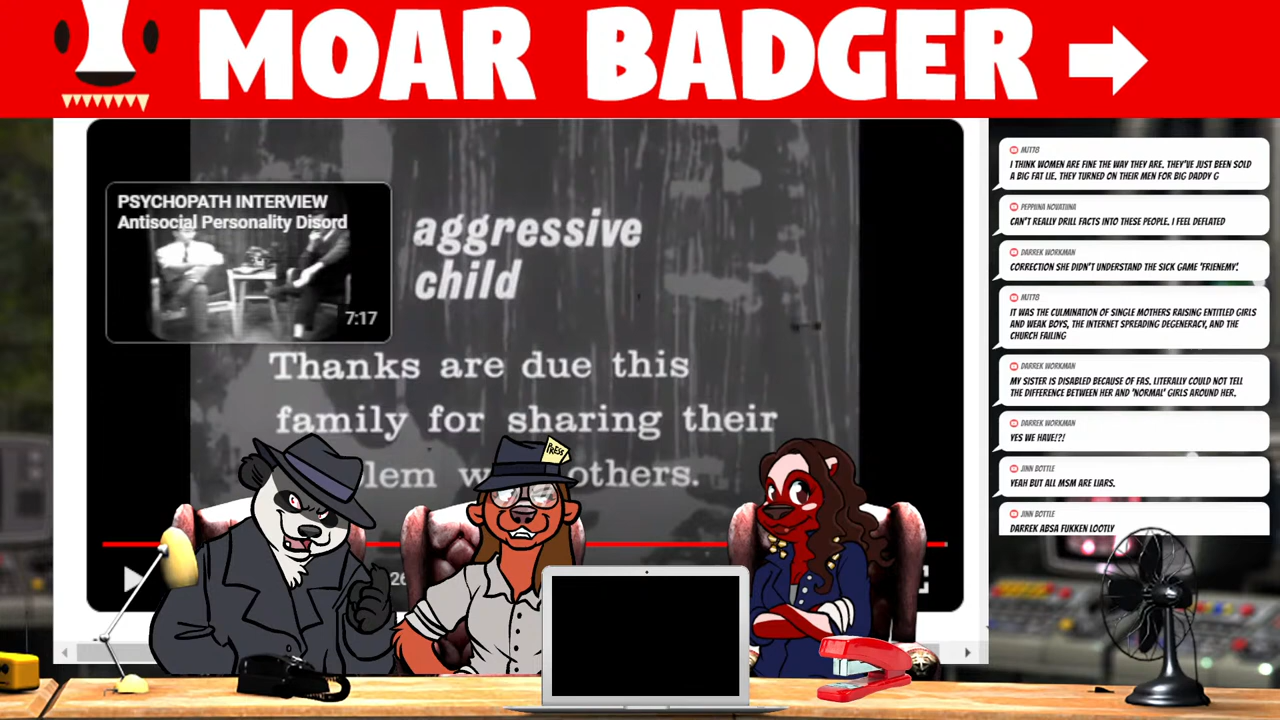 MOAR BADGER
PSYCHOPATH INTERVIEW
Antisocial Personality Disord
7:17
aggressive
child
Thanks are due this
family for sharing their
others.
26
PRESS
MJT78
I THINK WOMEN ARE FINE THE WAY THEY ARE. THEY'VE JUST BEEN SOLD
A BIG FAT LIE. THEY TURNED ON THEIR MEN FOR BIG DADDY G
PEPPIINA NOVATIINA
CAN'T REALLY DRILL FACTS INTO THESE PEOPLE. I FEEL DEFLATED
DARREK WORKMAN
CORRECTION SHE DIDN'T UNDERSTAND THE SICK GAME 'FRIENEMY'.
MJT78
IT WAS THE CULMINATION OF SINGLE MOTHERS RAISING ENTITLED GIRLS
AND WEAK BOYS, THE INTERNET SPREADING DEGENERACY, AND THE
CHURCH FAILING
DARREK WORKMAN
MY SISTER IS DISABLED BECAUSE OF FAS. LITERALLY COULD NOT TELL
THE DIFFERENCE BETWEEN HER AND 'NORMAL' GIRLS AROUND HER.
DARREK WORKMAN
YES WE HAVE!?!
JINN BOTTLE
YEAH BUT ALL MSM ARE LIARS.
JINN BOTTLE
DARREK ABSA FUKKEN LOOTLY